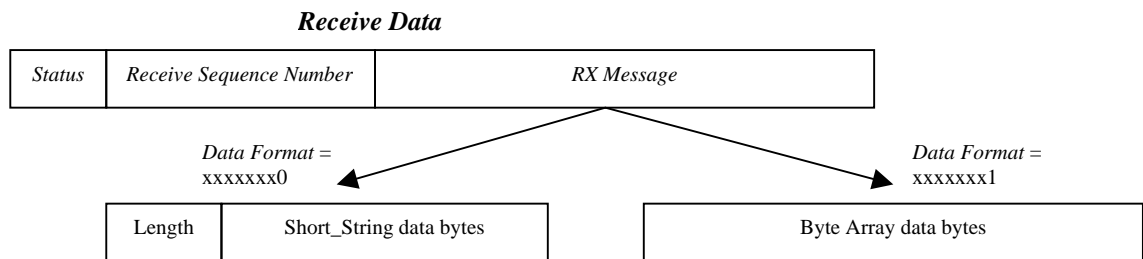 Receive Data
Status Receive Sequence Number RX Message
Data Format =
xxxxxxx0
Data Format =
xxxxxxx1
Length Short_String data bytes Byte Array data bytes